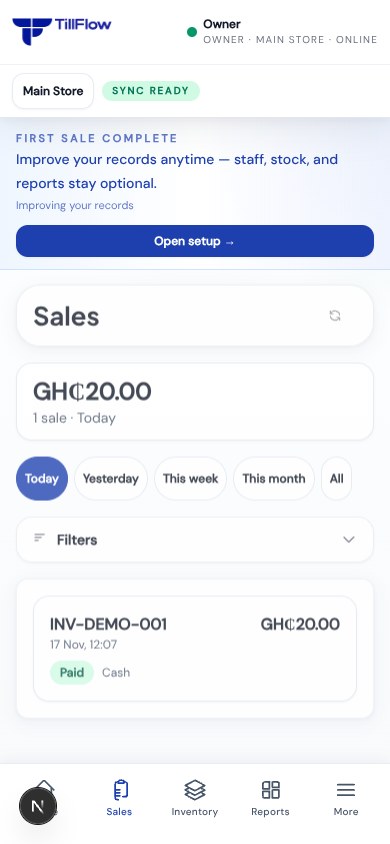 TillFlow
Owner
OWNER · MAIN STORE · ONLINE
Main Store
SYNC READY
FIRST SALE COMPLETE
Improve your records anytime — staff, stock, and
reports stay optional.
Improving your records
Open setup →
Sales
GH₵20.00
1 sale · Today
Today
Yesterday
This week
This month
All
Filters
INV-DEMO-001
GH₵20.00
17 Nov, 12:07
Paid
Cash
N
Sales
Inventory
Reports
More